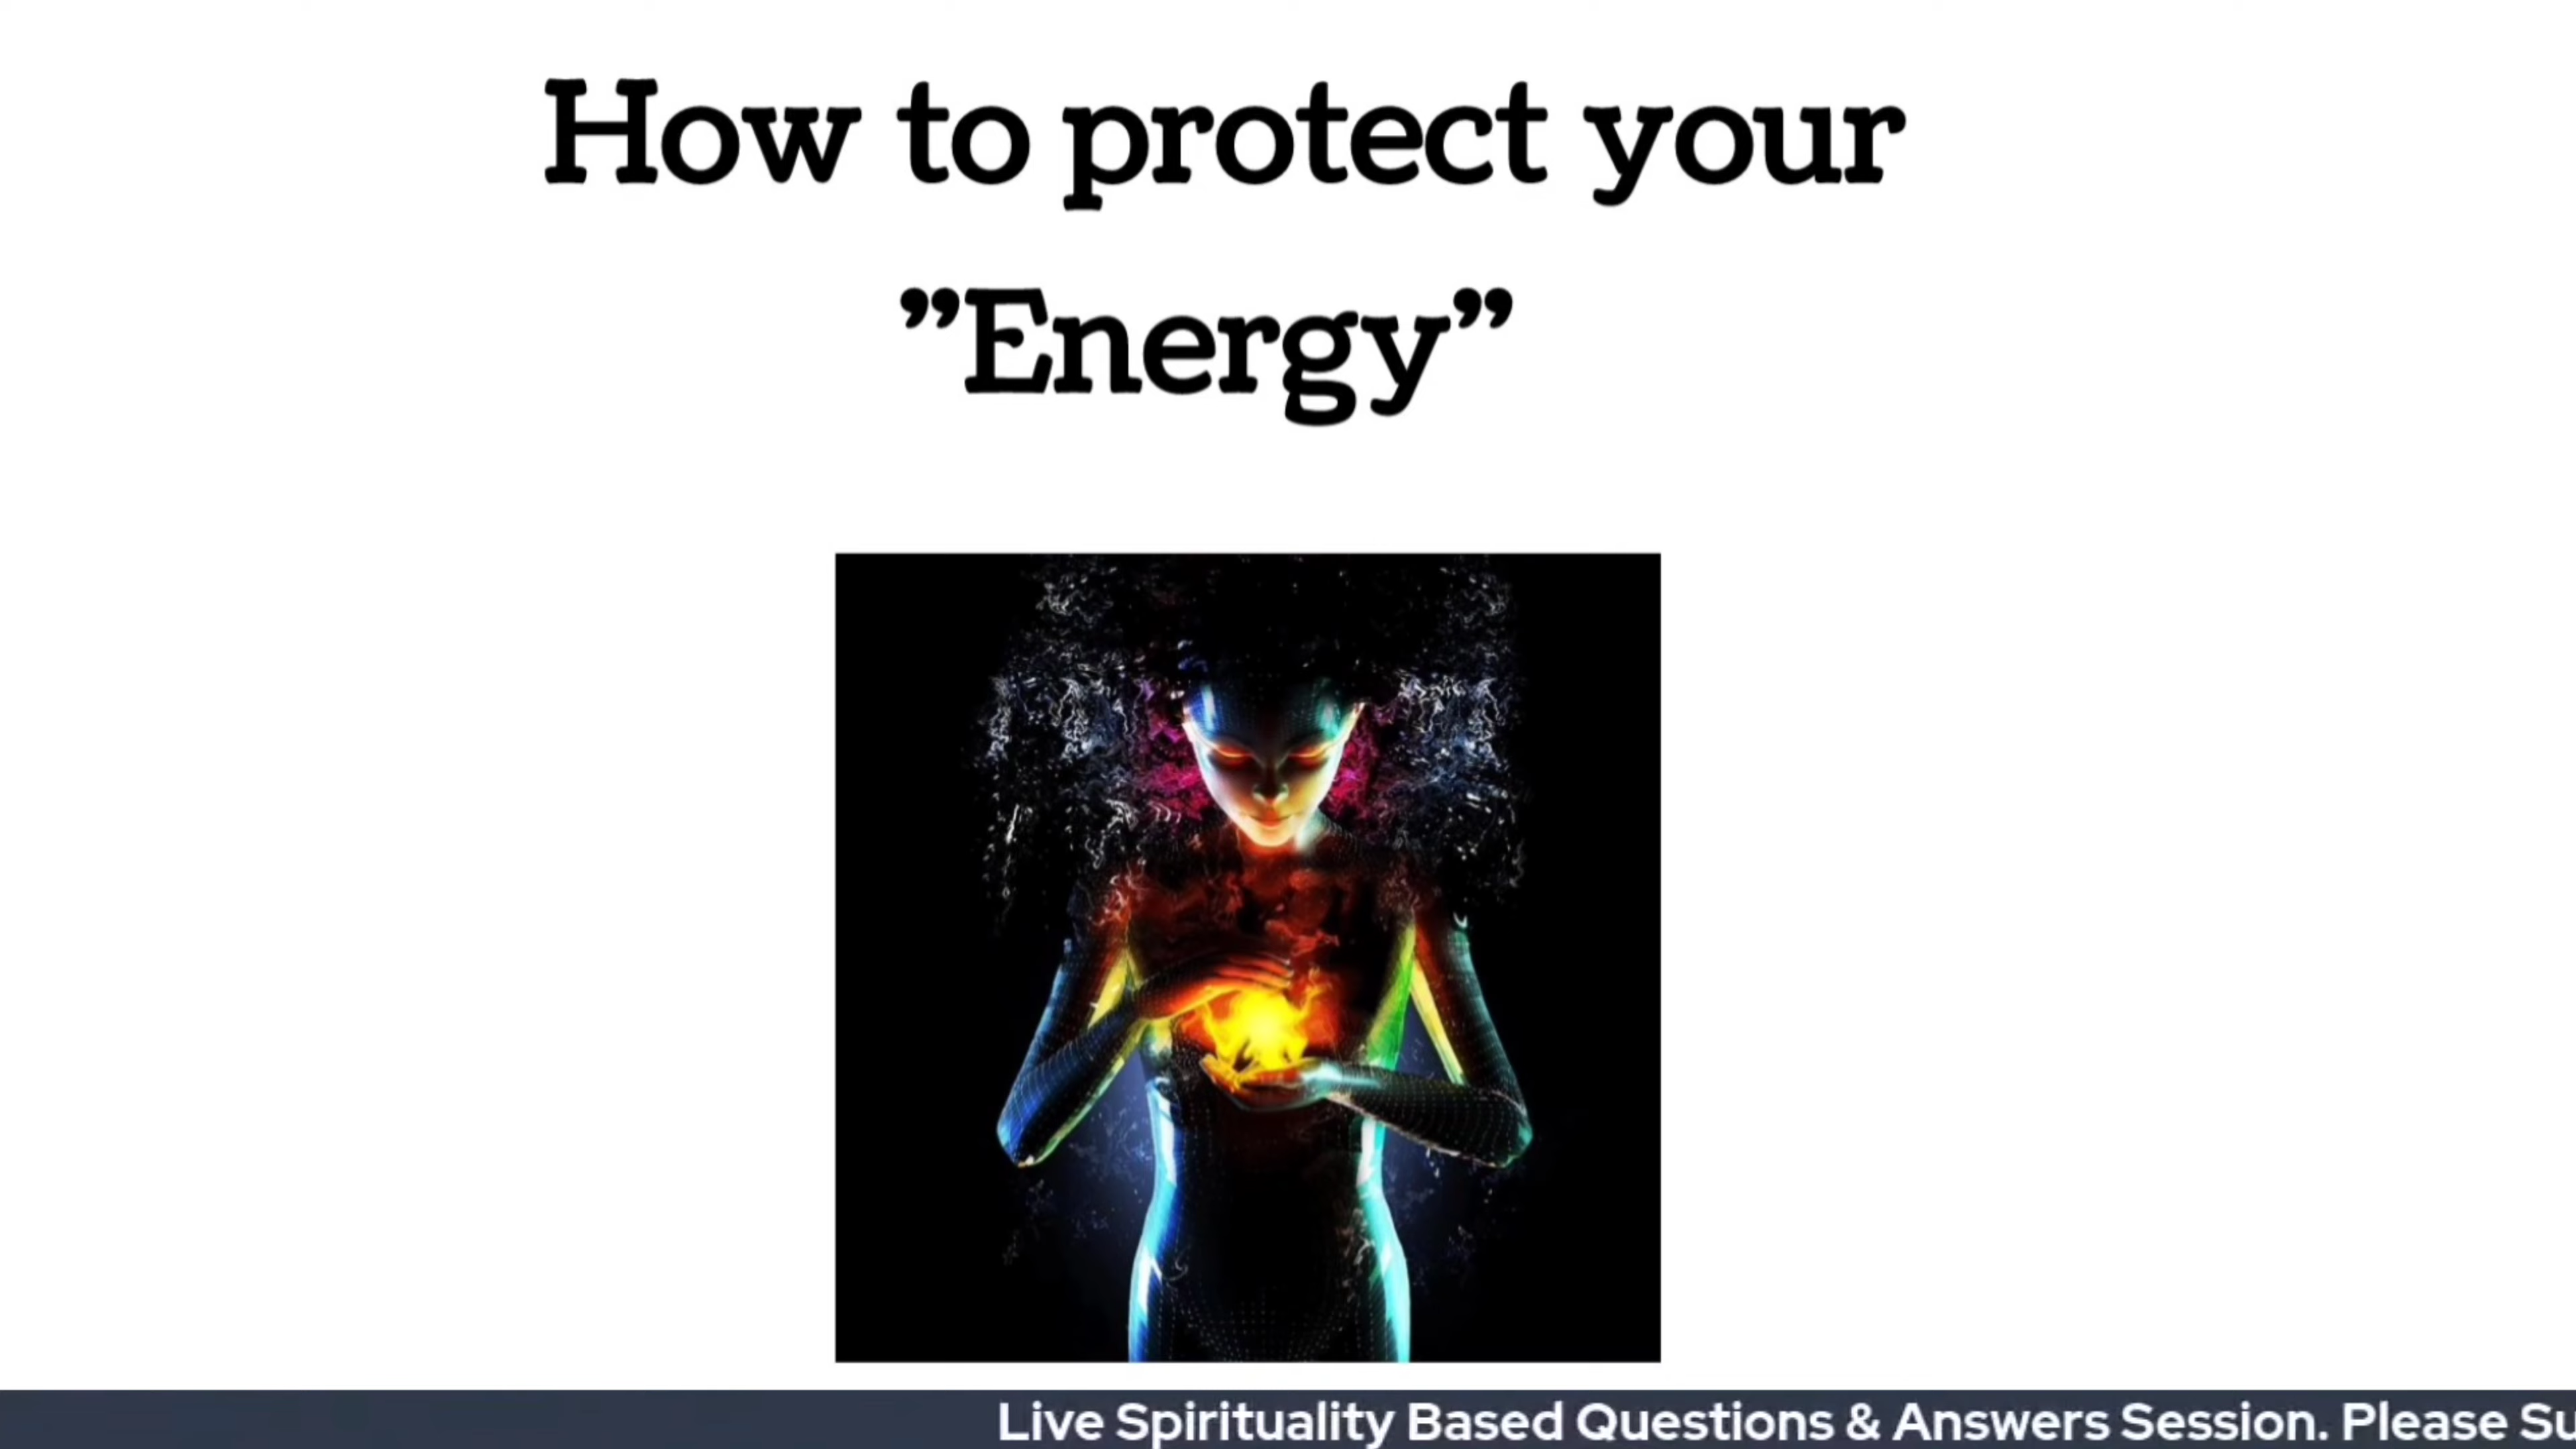 How to protect your
”Energy”
Live Spirituality Based Questions & Answers Session. Please